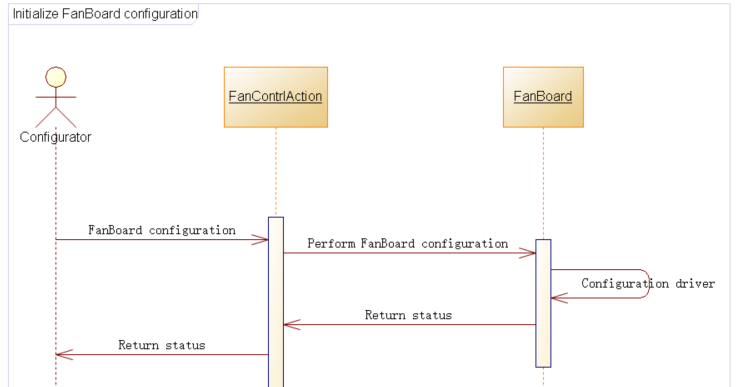 Initialize FanBoard configuration
FanContrlAction
FanBoard
Configurator
FanBoard configuration
Perform FanBoard configuration
Configuration driver
Return status
Return status